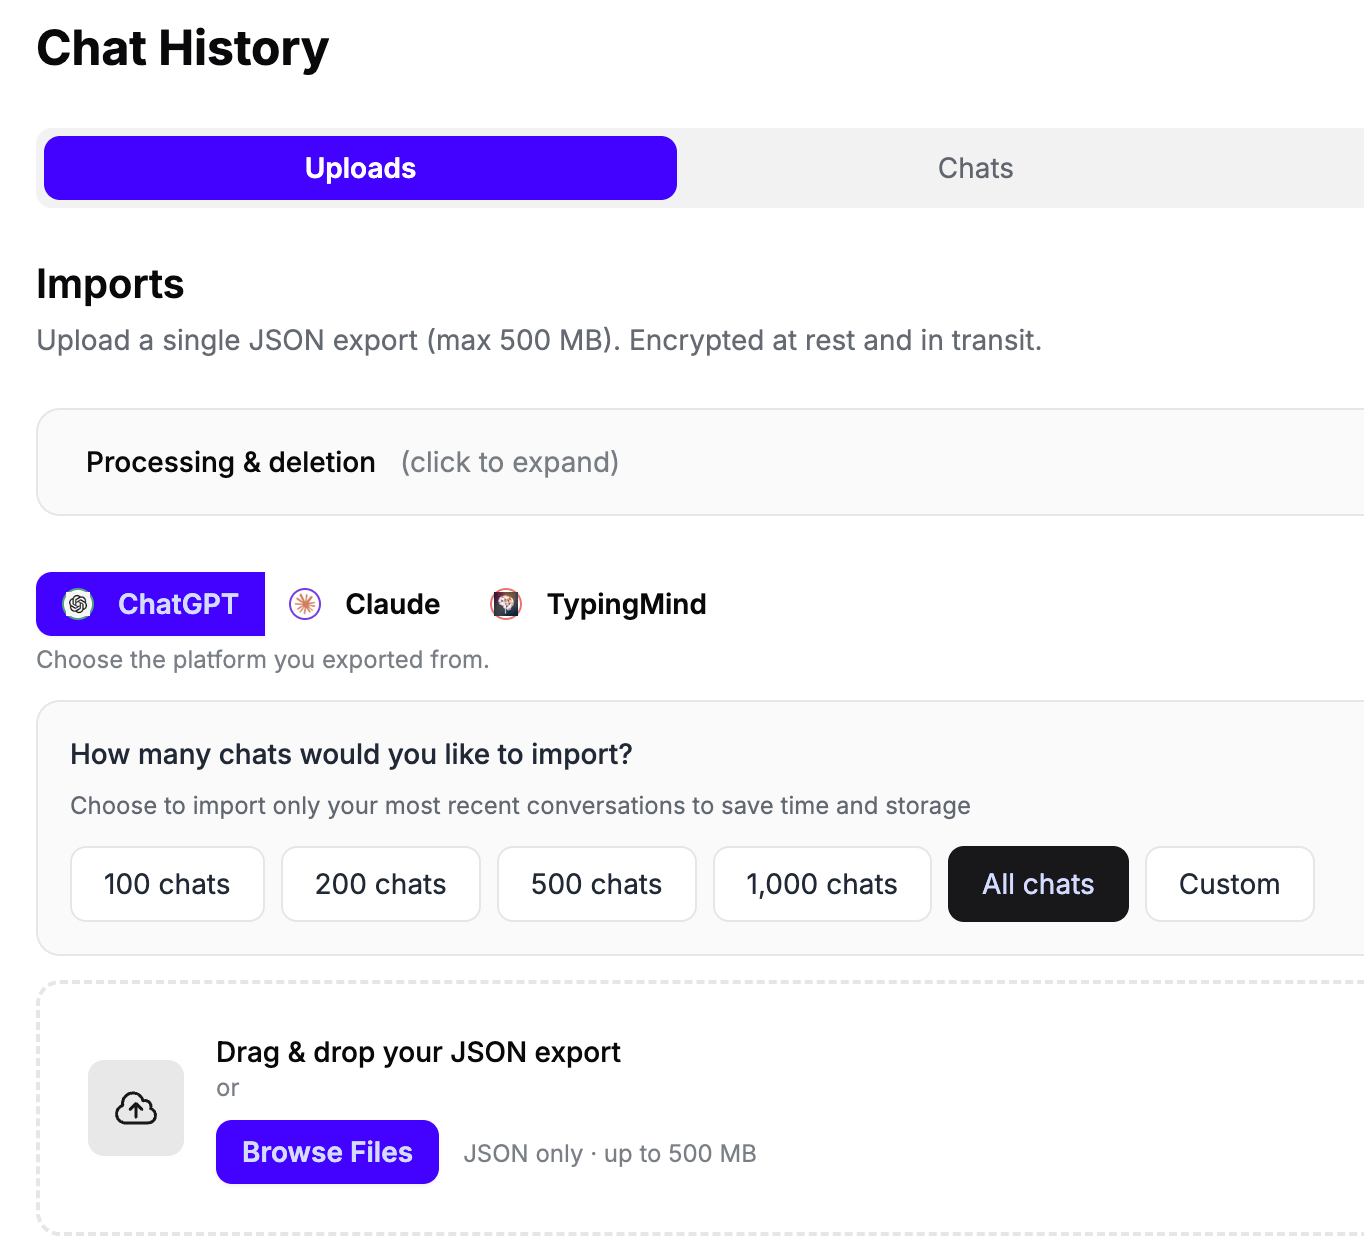 Chat History
Uploads
Chats
Imports
Upload a single JSON export (max 500 MB). Encrypted at rest and in transit.
Processing & deletion (click to expand)
ChatGPT Claude TypingMind
Choose the platform you exported from.
How many chats would you like to import?
Choose to import only your most recent conversations to save time and storage
100 chats 200 chats 500 chats 1,000 chats All chats Custom
Drag & drop your JSON export
or
Browse Files JSON only · up to 500 MB